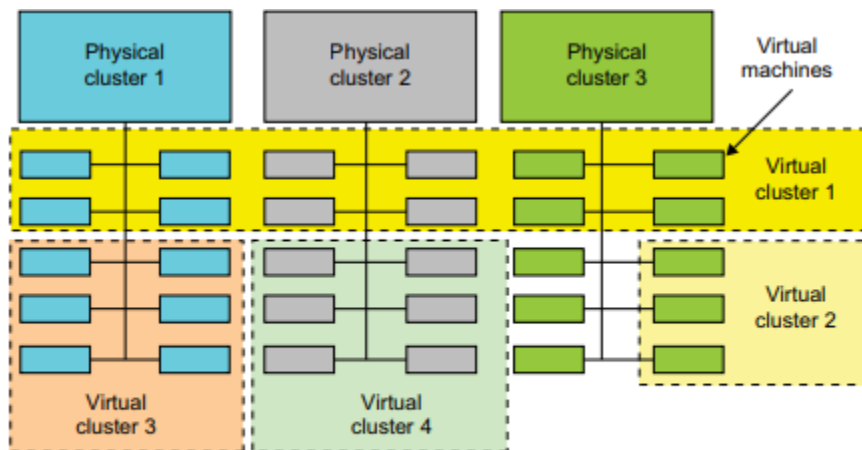 Physical
cluster 1
Physical
cluster 2
Physical
cluster 3
Virtual
machines
Virtual
cluster 1
Virtual
cluster 2
Virtual
cluster 3
Virtual
cluster 4